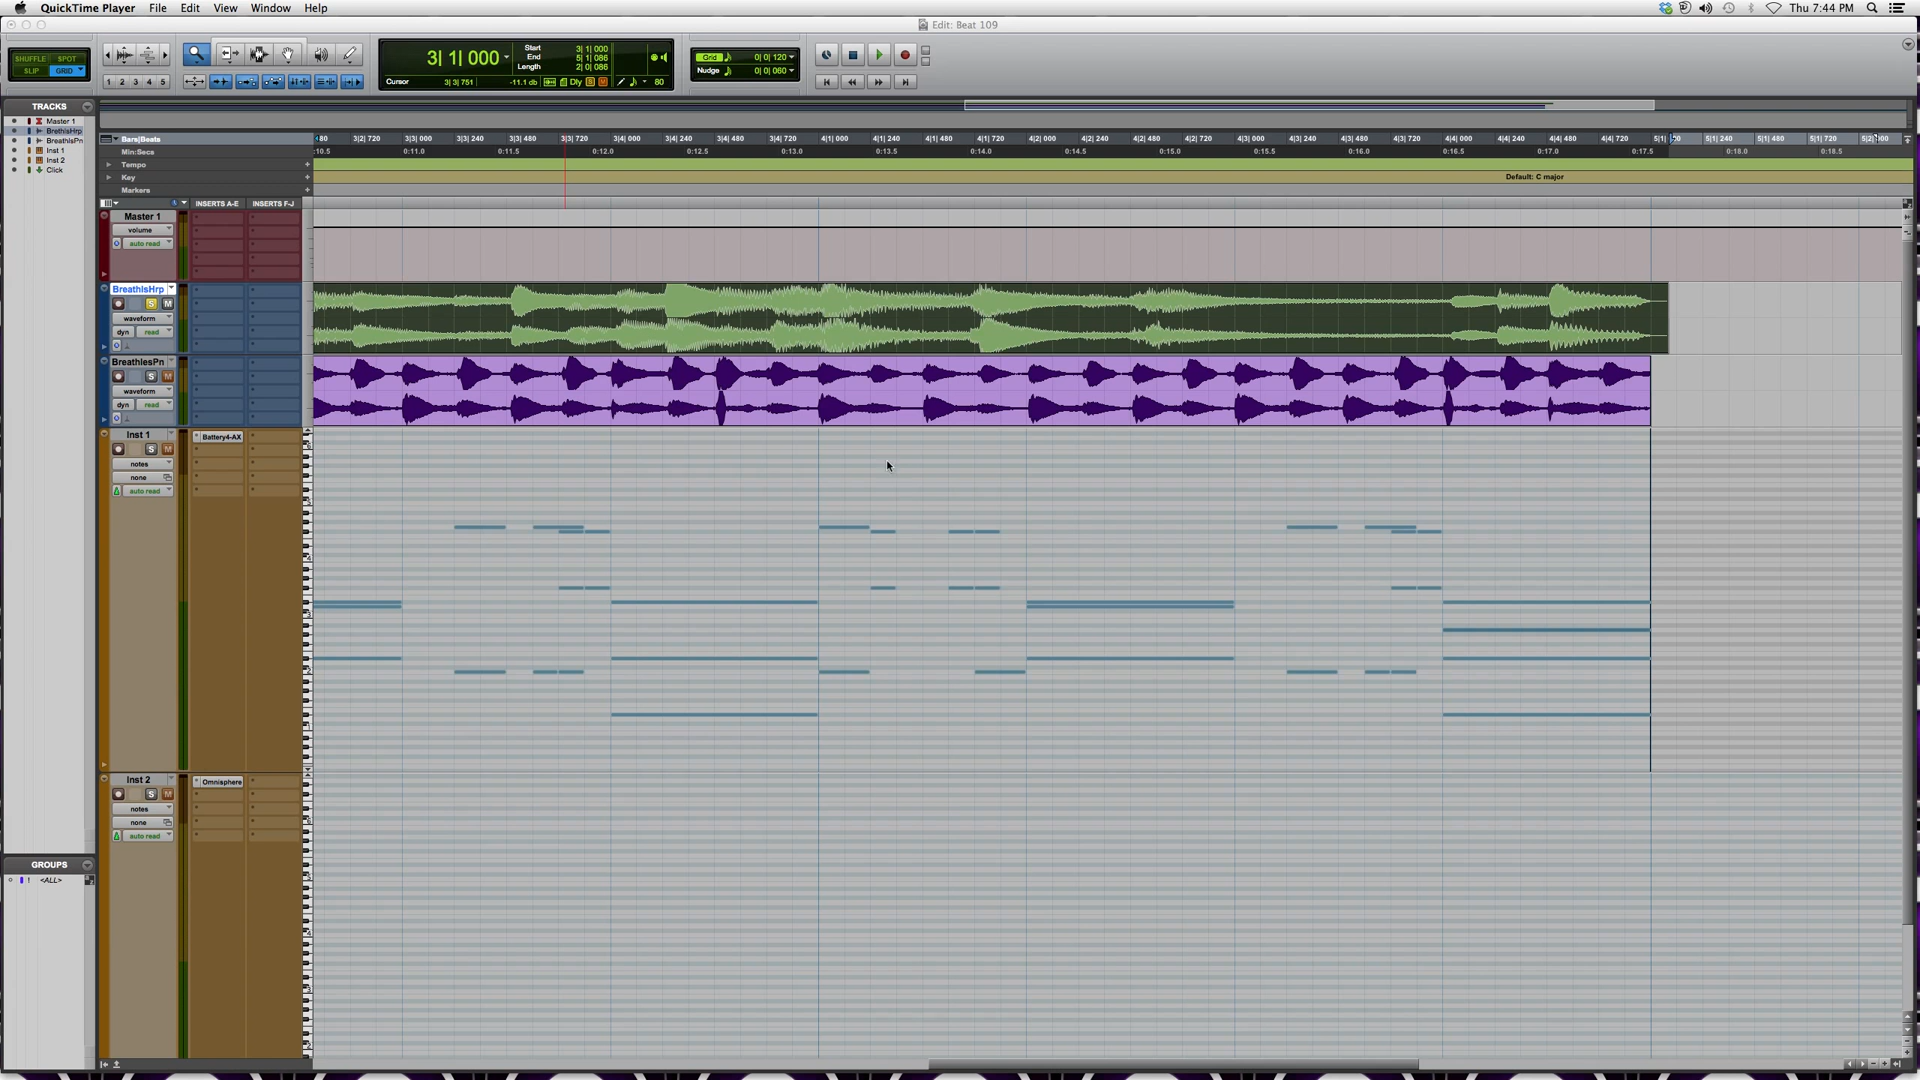 QuickTime Player File Edit View Window Help Thu 7:44 PM
Edit: Beat 109
SHUFFLE SPOT
SLIP GRID
1 2 3 4 5
3| 1| 000
Start 3| 1| 000
End 5| 1| 086
Length 2| 0| 086
Cursor 3| 3| 751 -11.1 db Dly S M 80
Grid 0| 0| 120
Nudge 0| 0| 060
TRACKS
Master 1
BrethlsHrp
BreathlsPn
Inst 1
Inst 2
Click
Bars|Beats
80 3|2| 720 3|3| 000 3|3| 240 3|3| 480 3|3| 720 3|4| 000 3|4| 240 3|4| 480 3|4| 720 4|1| 000 4|1| 240 4|1| 480 4|1| 720 4|2| 000 4|2| 240 4|2| 480 4|2| 720 4|3| 000 4|3| 240 4|3| 480 4|3| 720 4|4| 000 4|4| 240 4|4| 480 4|4| 720 5|1| 5|1| 240 5|1| 480 5|1| 720 5|2| 000
Min:Secs
:10.5 0:11.0 0:11.5 0:12.0 0:12.5 0:13.0 0:13.5 0:14.0 0:14.5 0:15.0 0:15.5 0:16.0 0:16.5 0:17.0 0:17.5 0:18.0 0:18.5
Tempo
Key
Default: C major
Markers
INSERTS A-E INSERTS F-J
Master 1
volume
auto read
BreathlsHrp
S M
waveform
dyn read
BreathlesPn
S M
waveform
dyn read
Inst 1
Battery4-AX
S M
notes
none
auto read
Inst 2
Omnisphere
S M
notes
none
auto read
GROUPS
! <ALL>